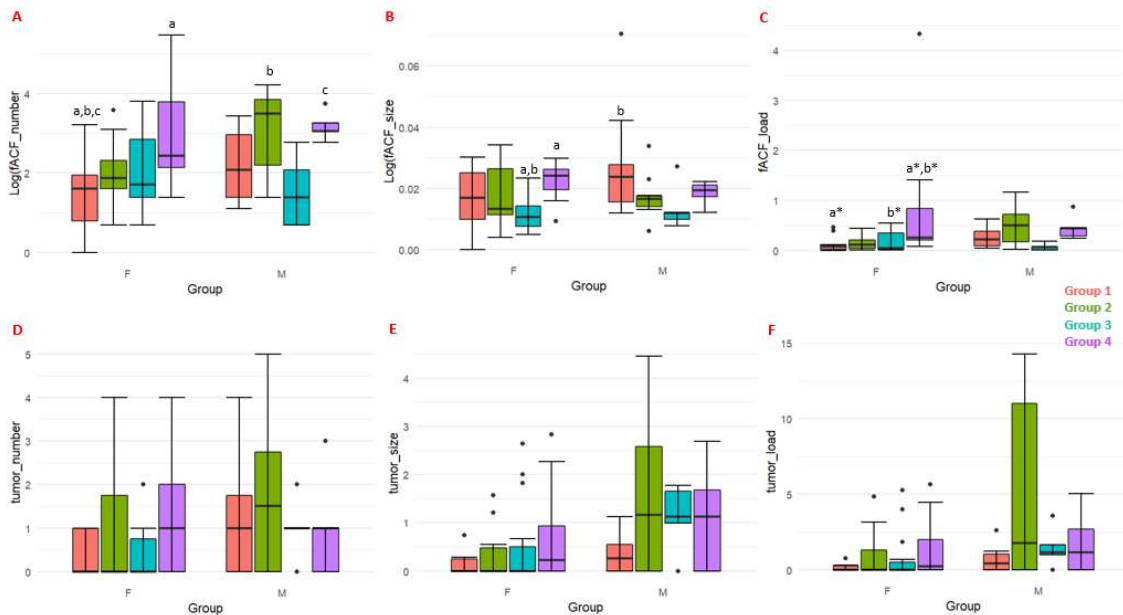 A
a
a,b,c
b
c
Log(fACF_number)
4
2
0
F
M
Group
B
b
a,b
a
Log(fACF_size)
0.06
0.04
0.02
0.00
F
M
Group
C
a*
b*
a*,b*
fACF_load
4
3
2
1
0
F
M
Group
Group 1
Group 2
Group 3
Group 4
D
tumor_number
5
4
3
2
1
0
F
M
Group
E
tumor_size
4
3
2
1
0
F
M
Group
F
tumor_load
15
10
5
0
F
M
Group